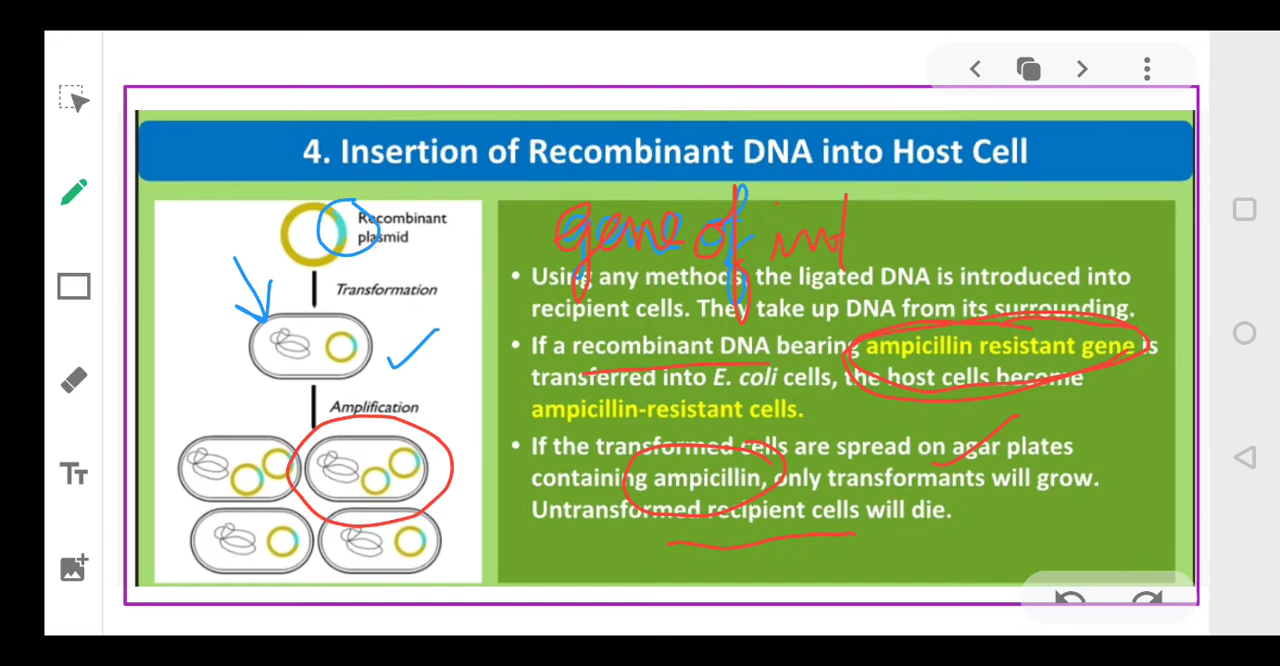 4. Insertion of Recombinant DNA into Host Cell
Recombinant
plasmid
Transformation
Amplification
gene of int
• Using any methods, the ligated DNA is introduced into
recipient cells. They take up DNA from its surrounding.
• If a recombinant DNA bearing ampicillin resistant gene is
transferred into E. coli cells, the host cells become
ampicillin-resistant cells.
• If the transformed cells are spread on agar plates
containing ampicillin, only transformants will grow.
Untransformed recipient cells will die.
Tт